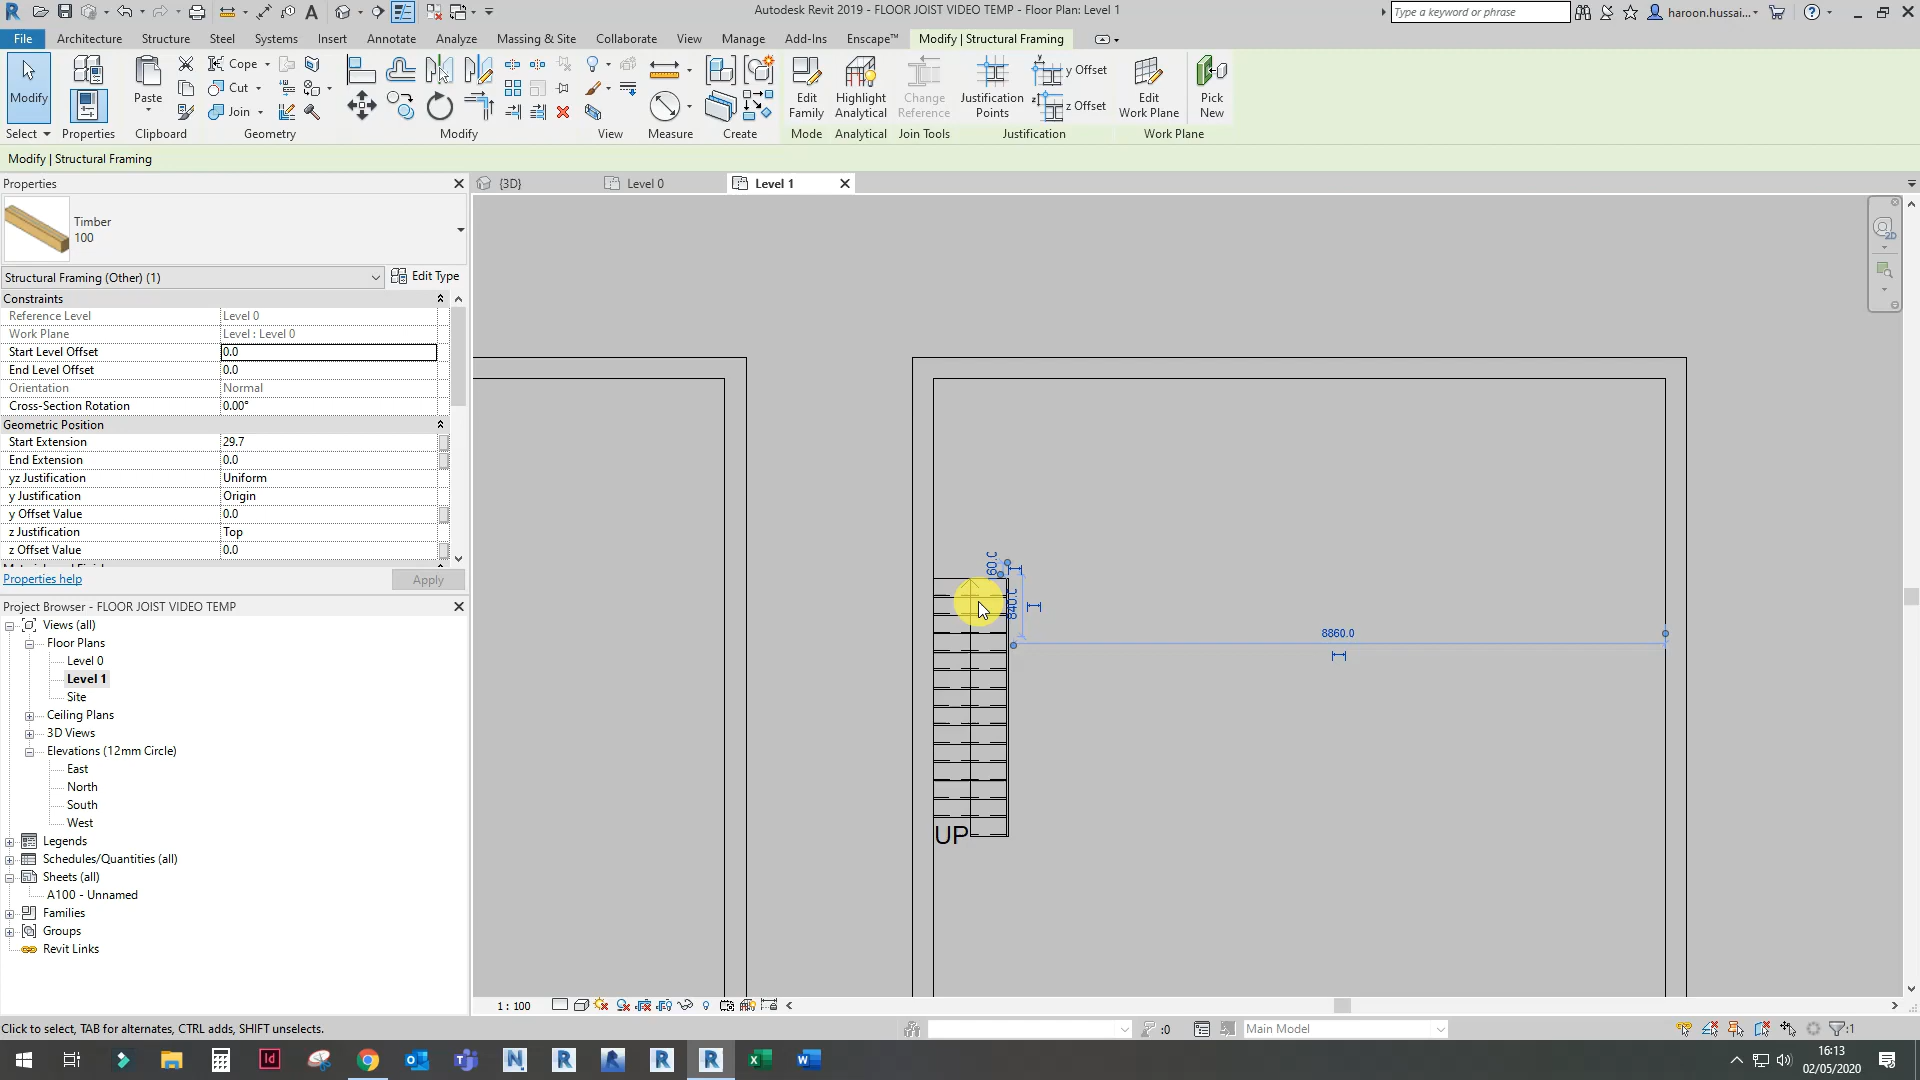 Autodesk Revit 2019 - FLOOR JOIST VIDEO TEMP - Floor Plan: Level 1
Type a keyword or phrase
haroon.hussai...
File Architecture Structure Steel Systems Insert Annotate Analyze Massing & Site Collaborate View Manage Add-Ins Enscape™ Modify | Structural Framing
Modify
Paste
Cope
Cut
Join
Edit Family
Highlight Analytical
Change Reference
Justification Points
y Offset
z Offset
Edit Work Plane
Pick New
Select Properties Clipboard Geometry Modify View Measure Create Mode Analytical Join Tools Justification Work Plane
Modify | Structural Framing
Properties
{3D} Level 0 Level 1
Timber
100
Structural Framing (Other) (1) Edit Type
Constraints
Reference Level Level 0
Work Plane Level : Level 0
Start Level Offset 0.0
End Level Offset 0.0
Orientation Normal
Cross-Section Rotation 0.00°
Geometric Position
Start Extension 29.7
End Extension 0.0
yz Justification Uniform
y Justification Origin
y Offset Value 0.0
z Justification Top
z Offset Value 0.0
Properties help Apply
Project Browser - FLOOR JOIST VIDEO TEMP
Views (all)
Floor Plans
Level 0
Level 1
Site
Ceiling Plans
3D Views
Elevations (12mm Circle)
East
North
South
West
Legends
Schedules/Quantities (all)
Sheets (all)
A100 - Unnamed
Families
Groups
Revit Links
60.0
840.0
8860.0
UP
1 : 100
Click to select, TAB for alternates, CTRL adds, SHIFT unselects.
:0
Main Model
:1
16:13
02/05/2020